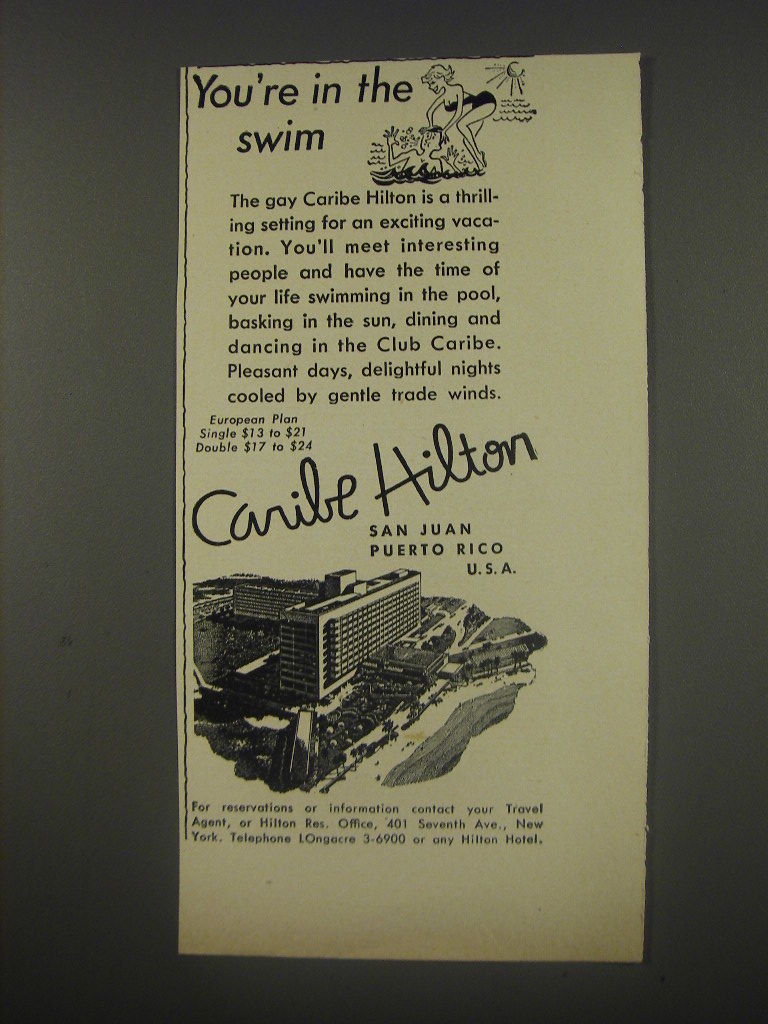 You're in the
swim
The gay Caribe Hilton is a thrill-
ing setting for an exciting vaca-
tion. You'll meet interesting
people and have the time of
your life swimming in the pool,
basking in the sun, dining and
dancing in the Club Caribe.
Pleasant days, delightful nights
cooled by gentle trade winds.
European Plan
Single $13 to $21
Double $17 to $24
Caribe Hilton
SAN JUAN
PUERTO RICO
U.S.A.
For reservations or information contact your Travel
Agent, or Hilton Res. Office, 401 Seventh Ave., New
York. Telephone LOngacre 3-6900 or any Hilton Hotel.